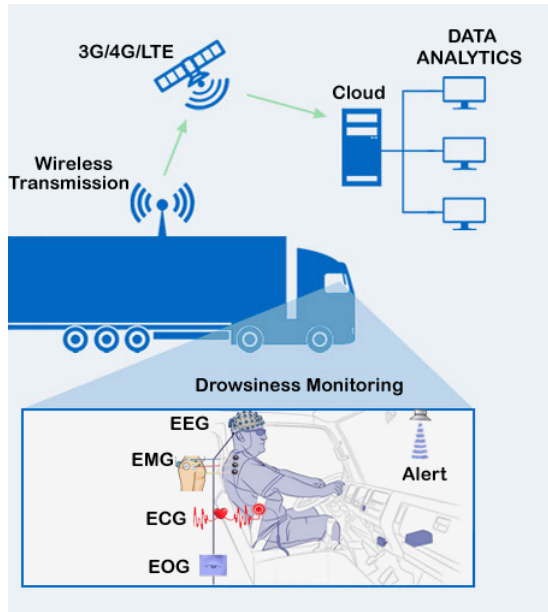 3G/4G/LTE
DATA
ANALYTICS
Cloud
Wireless
Transmission
Drowsiness Monitoring
EEG
EMG
Alert
ECG
EOG